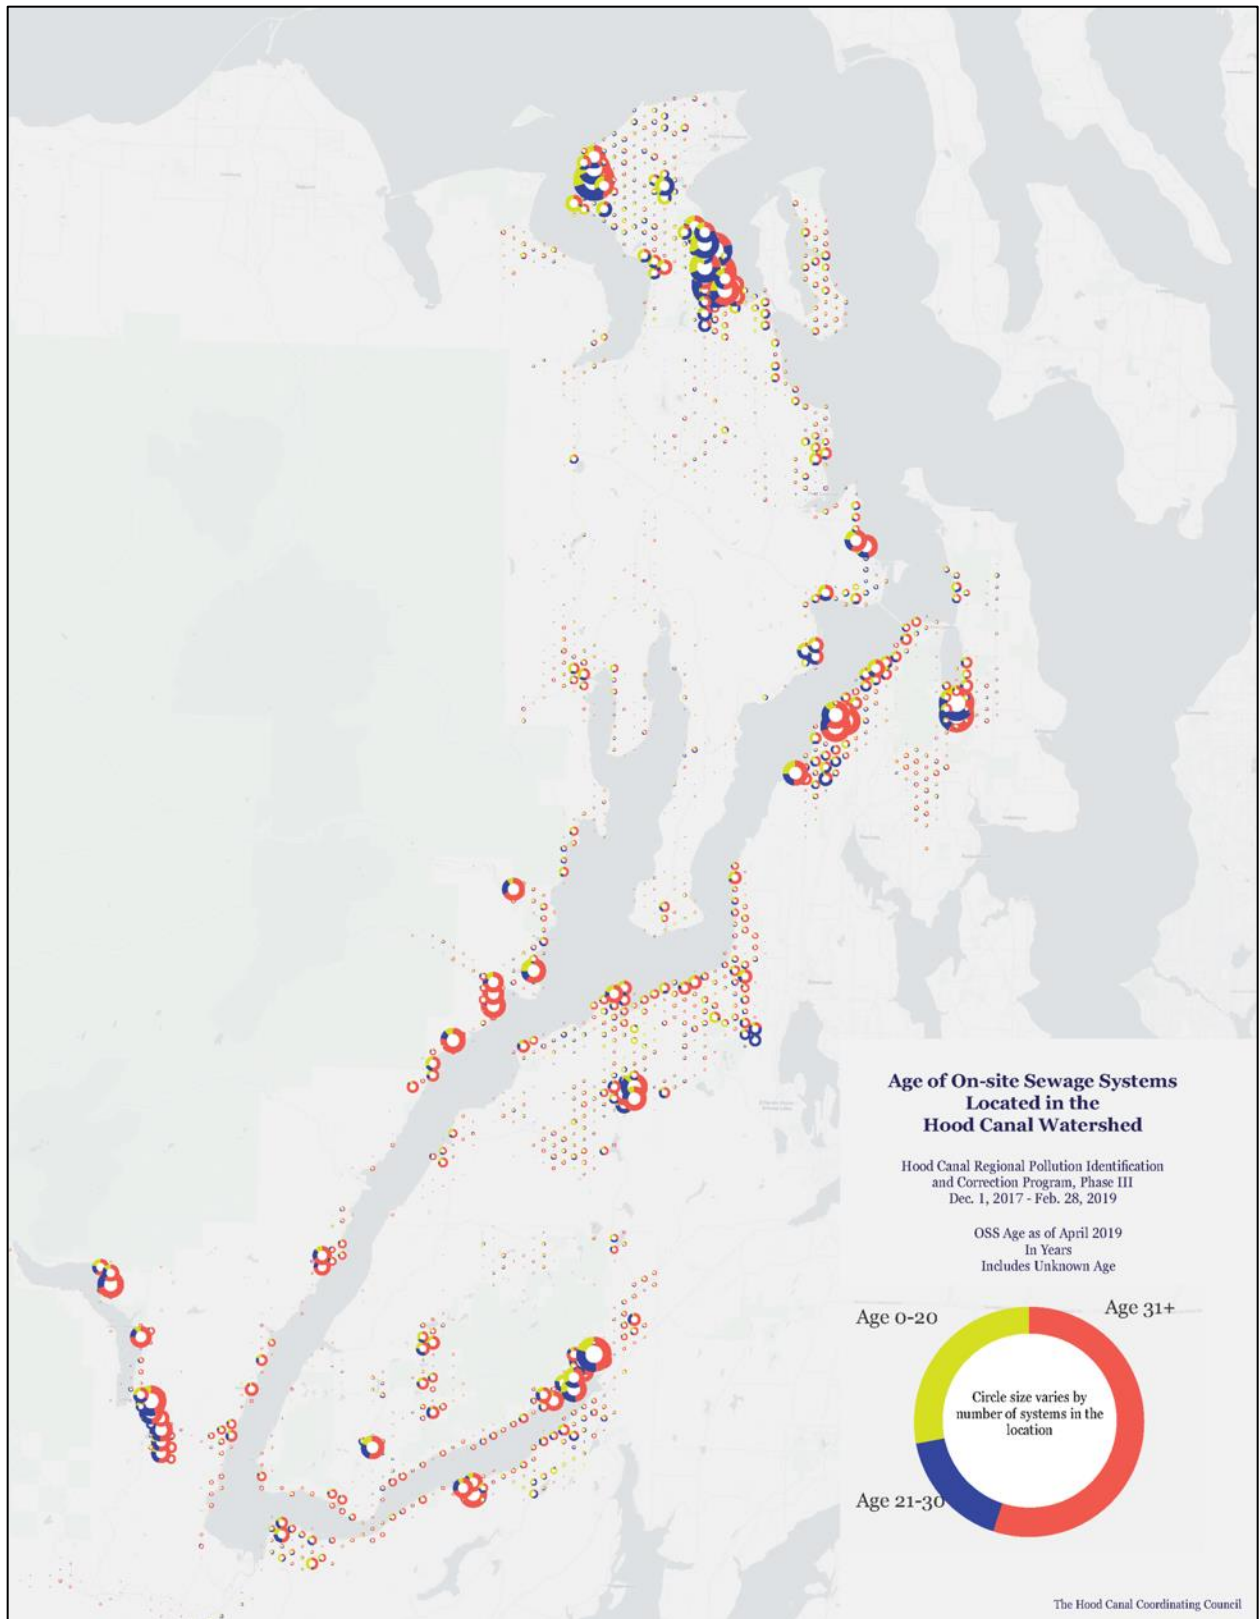 Age of On-site Sewage Systems
Located in the
Hood Canal Watershed
Hood Canal Regional Pollution Identification
and Correction Program, Phase III
Dec. 1, 2017 - Feb. 28, 2019
OSS Age as of April 2019
In Years
Includes Unknown Age
Age 0-20
Age 31+
Circle size varies by
number of systems in the
location
Age 21-30
The Hood Canal Coordinating Council